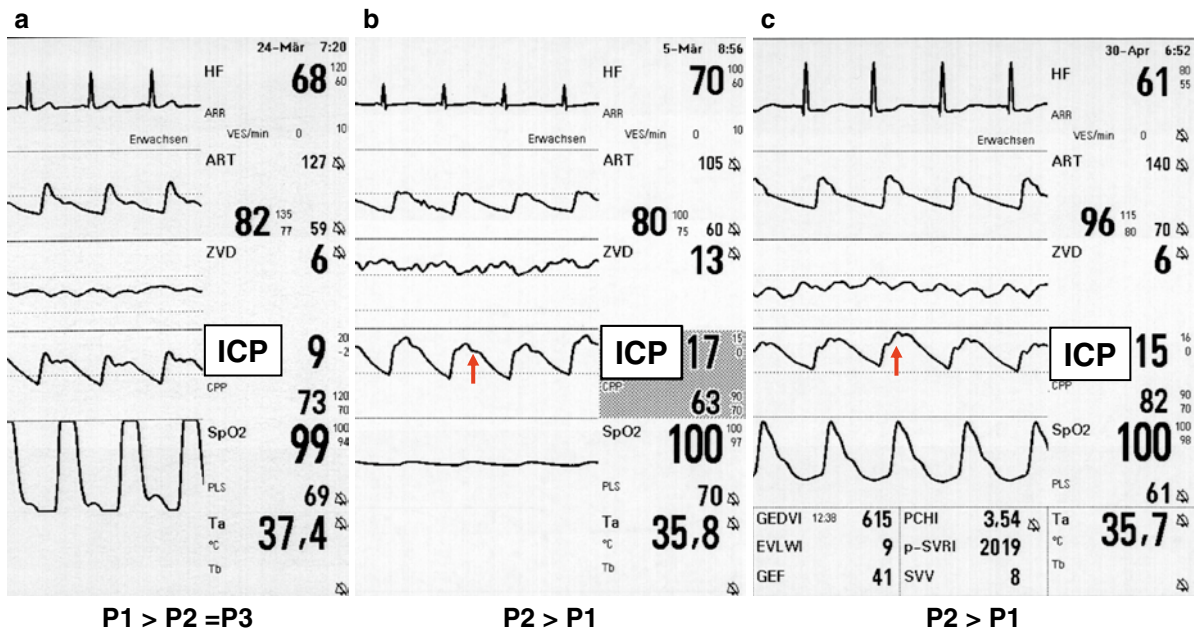 a
24-Mär 7:20
HF 68 120
60
ARR
VES/min 0 10
Erwachsen
ART 127
82 135
77 59
ZVD 6
ICP 9 20
-2
CPP
73 120
70
SpO2 100
99 94
PLS 69
Ta 37,4
°C
Tb
P1 > P2 =P3
b
5-Mär 8:56
HF 70 100
60
ARR
VES/min 0 10
Erwachsen
ART 105
80 100
75 60
ZVD 13
ICP 17 15
0
CPP
63 90
70
SpO2 100
100 97
PLS 70
Ta 35,8
°C
Tb
P2 > P1
c
30-Apr 6:52
HF 61 80
55
ARR
VES/min 0
Erwachsen
ART 140
96 115
80 70
ZVD 6
ICP 15 16
0
CPP
82 90
70
SpO2 100
100 98
PLS 61
GEDVI 12:38 615 PCHI 3,54
EVLWI 9 p-SVRI 2019
GEF 41 SVV 8
Ta 35,7
°C
Tb
P2 > P1